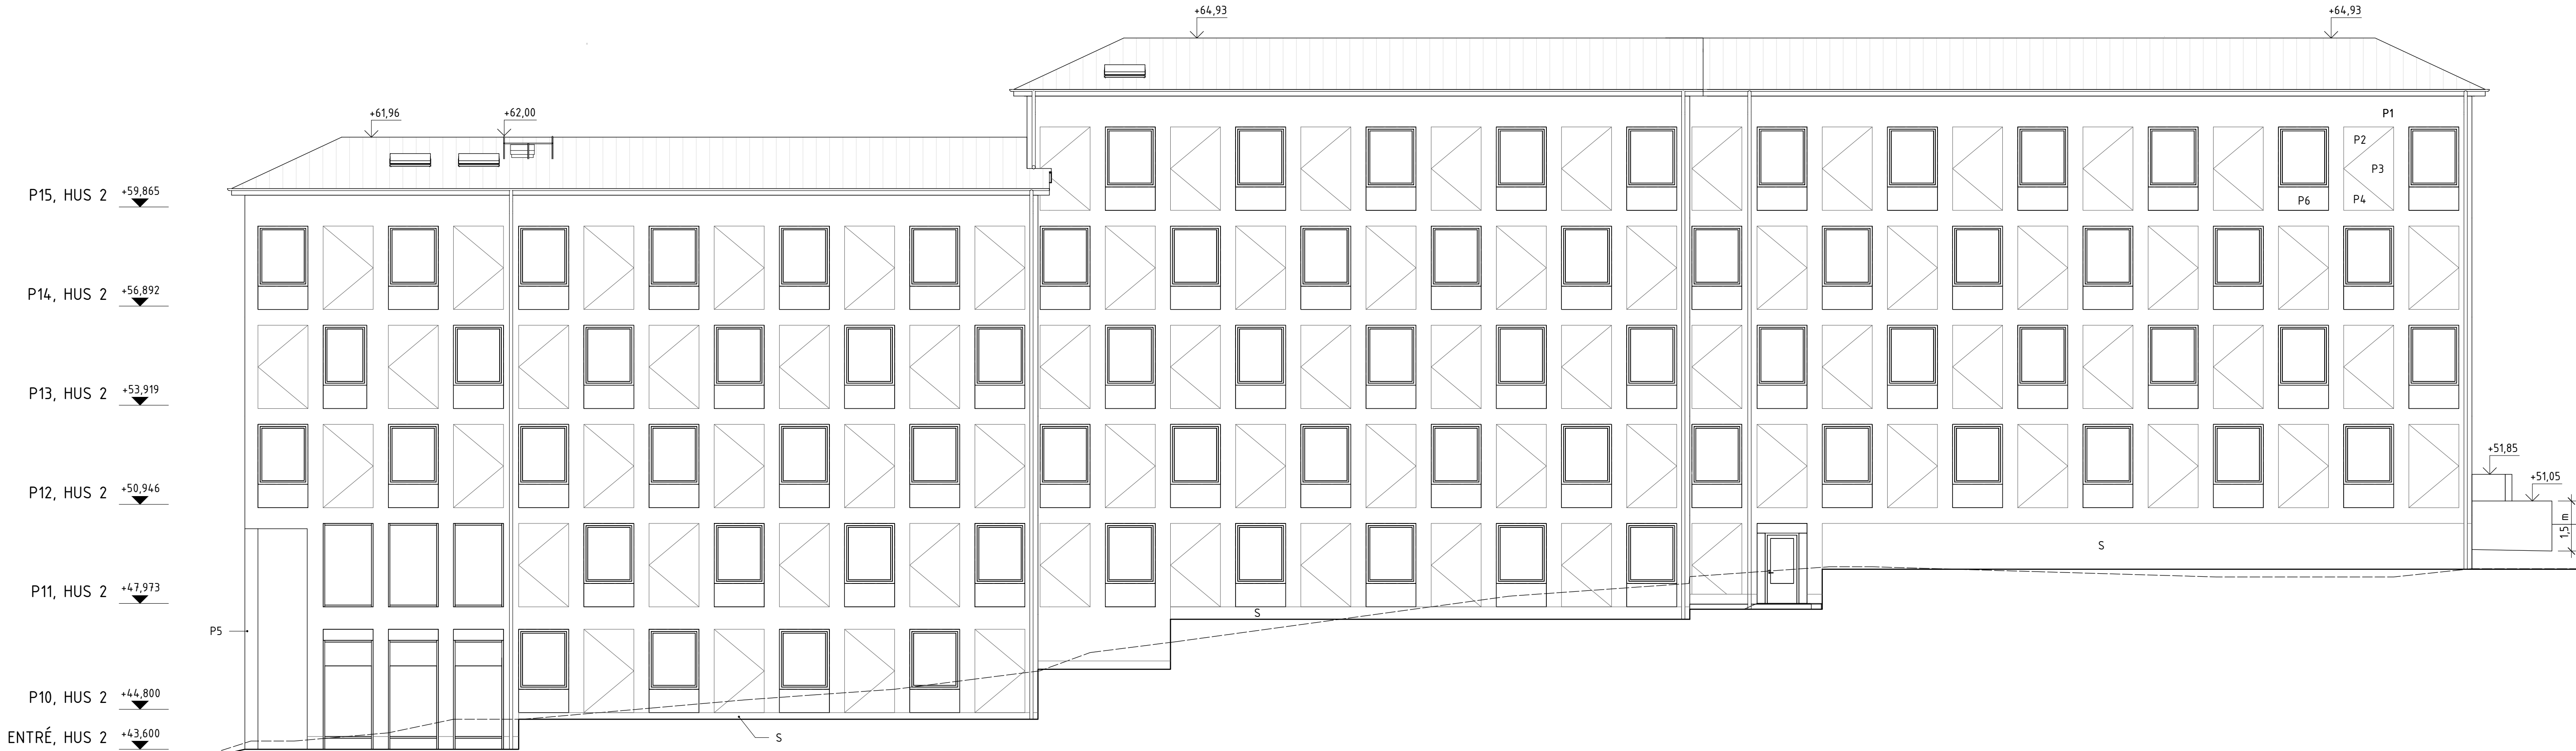 +64,93
+64,93
+61,96
+62,00
P1
P2
P3
P4
P6
P15, HUS 2 +59,865
P14, HUS 2 +56,892
P13, HUS 2 +53,919
P12, HUS 2 +50,946
+51,85
+51,05
1,5 m
S
P11, HUS 2 +47,973
S
P5
P10, HUS 2 +44,800
ENTRÉ, HUS 2 +43,600
S